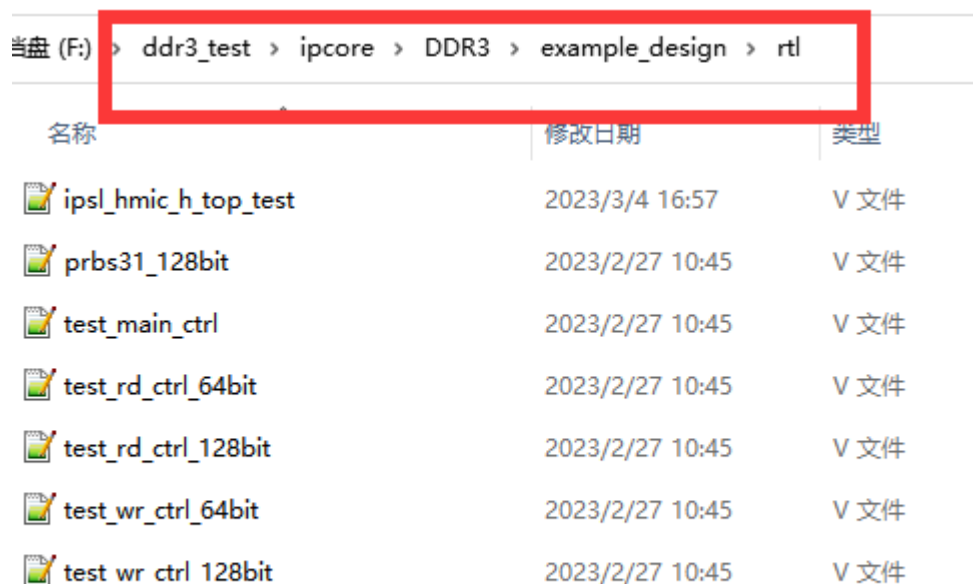 档盘 (F:) > ddr3_test > ipcore > DDR3 > example_design > rtl
名称 修改日期 类型
ipsl_hmic_h_top_test 2023/3/4 16:57 V 文件
prbs31_128bit 2023/2/27 10:45 V 文件
test_main_ctrl 2023/2/27 10:45 V 文件
test_rd_ctrl_64bit 2023/2/27 10:45 V 文件
test_rd_ctrl_128bit 2023/2/27 10:45 V 文件
test_wr_ctrl_64bit 2023/2/27 10:45 V 文件
test_wr_ctrl_128bit 2023/2/27 10:45 V 文件